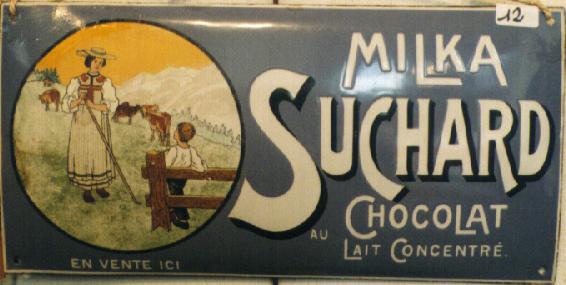 12
MILKA
SUCHARD
CHOCOLAT
AU LAIT CONCENTRÉ.
EN VENTE ICI